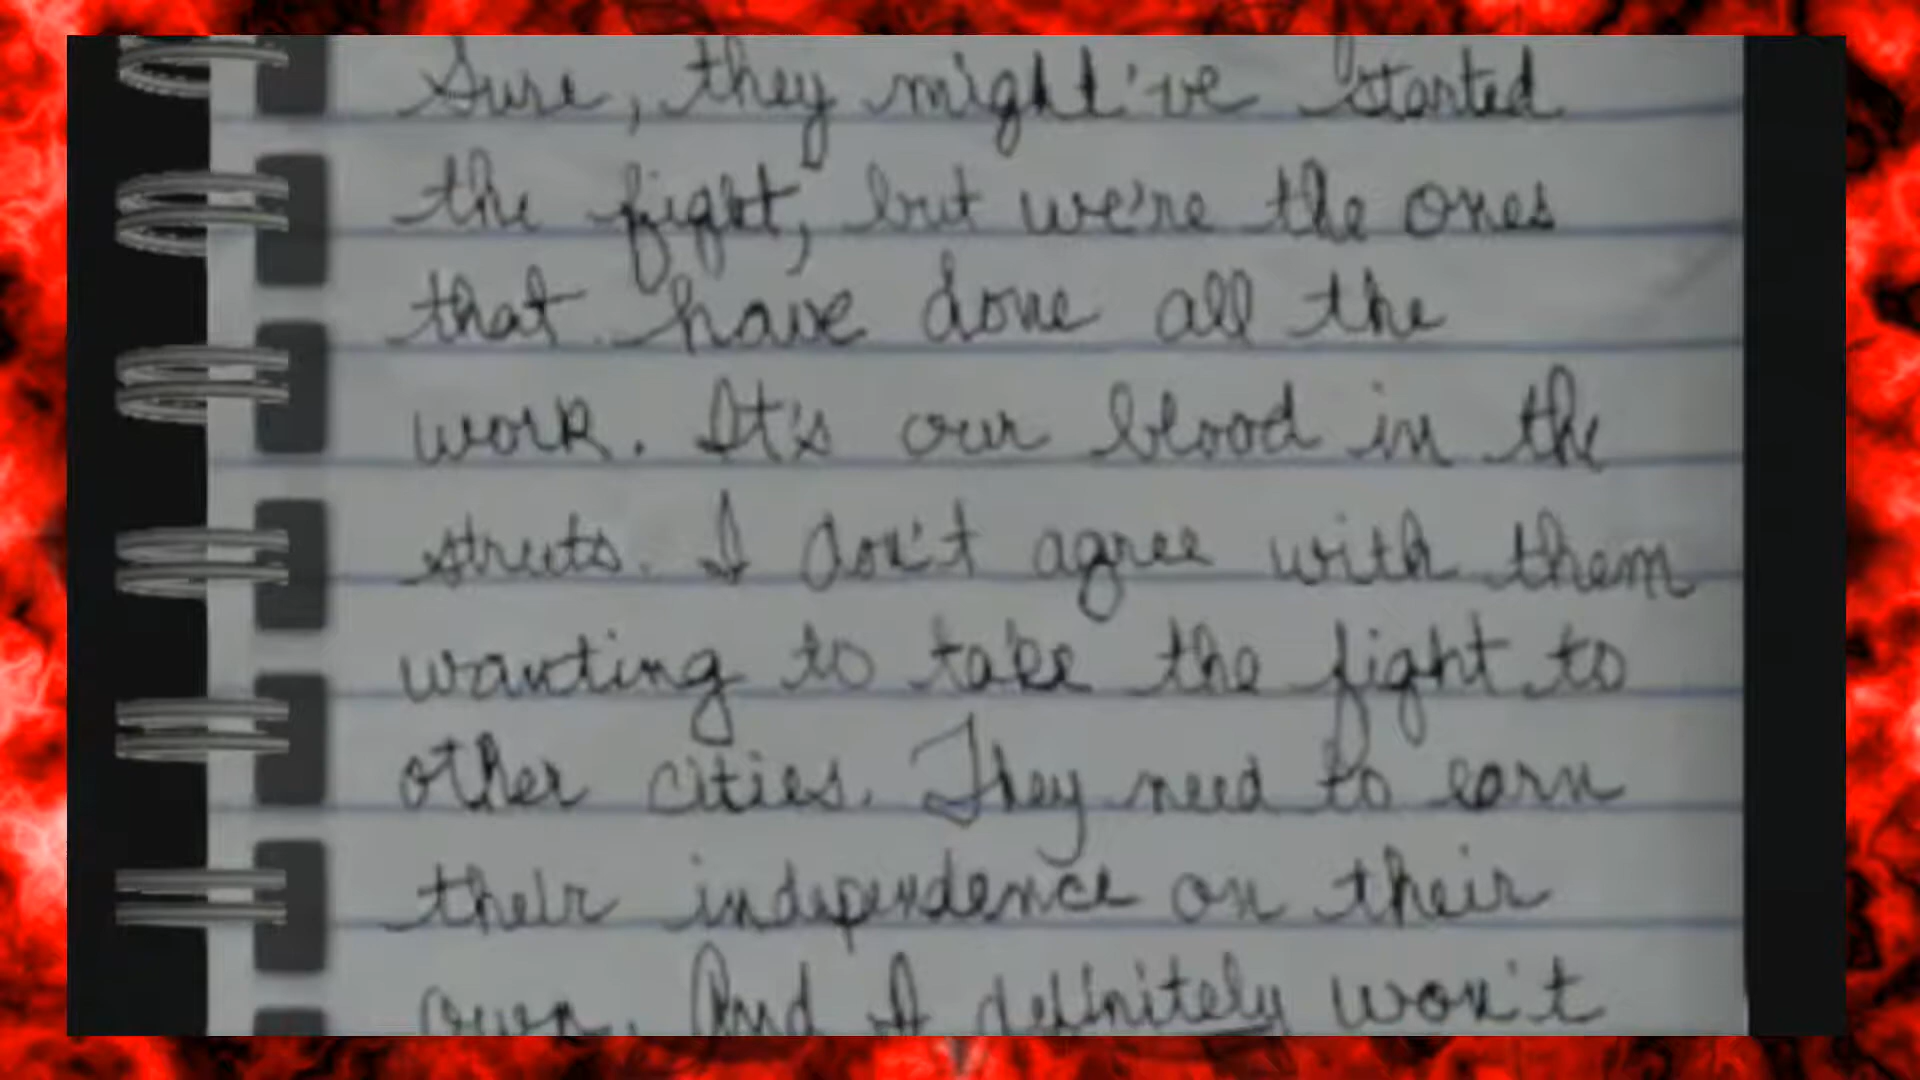 Sure, they might've started
the fight, but we're the ones
that have done all the
work. It's our blood in the
streets. I don't agree with them
wanting to take the fight to
other cities. They need to earn
their independence on their
own. And I definitely won't